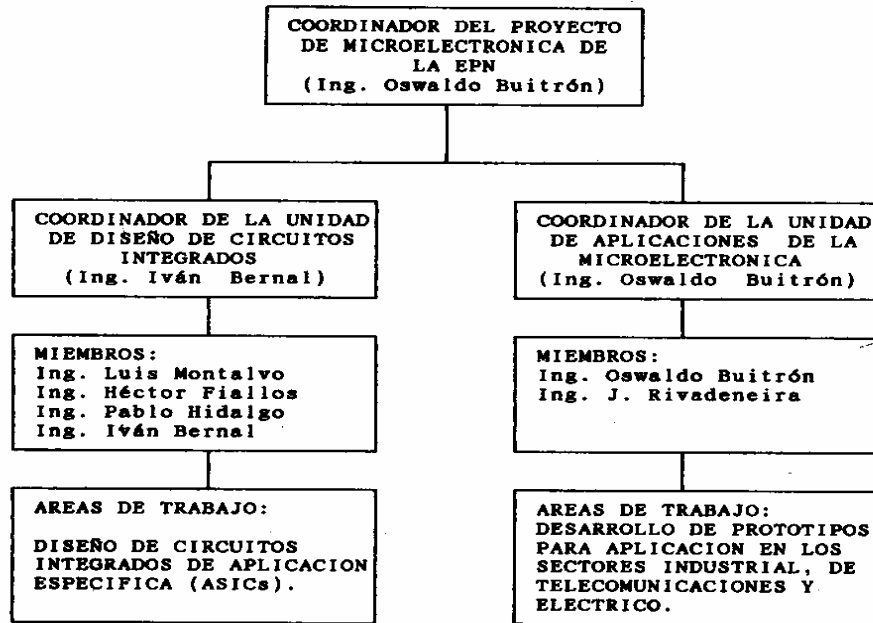 COORDINADOR DEL PROYECTO
DE MICROELECTRONICA DE
LA EPN
(Ing. Oswaldo Buitrón)
COORDINADOR DE LA UNIDAD
DE DISEÑO DE CIRCUITOS
INTEGRADOS
(Ing. Iván Bernal)
COORDINADOR DE LA UNIDAD
DE APLICACIONES DE LA
MICROELECTRONICA
(Ing. Oswaldo Buitrón)
MIEMBROS:
Ing. Luis Montalvo
Ing. Héctor Fiallos
Ing. Pablo Hidalgo
Ing. Iván Bernal
MIEMBROS:
Ing. Oswaldo Buitrón
Ing. J. Rivadeneira
AREAS DE TRABAJO:
DISEÑO DE CIRCUITOS
INTEGRADOS DE APLICACION
ESPECIFICA (ASICs).
AREAS DE TRABAJO:
DESARROLLO DE PROTOTIPOS
PARA APLICACION EN LOS
SECTORES INDUSTRIAL, DE
TELECOMUNICACIONES Y
ELECTRICO.